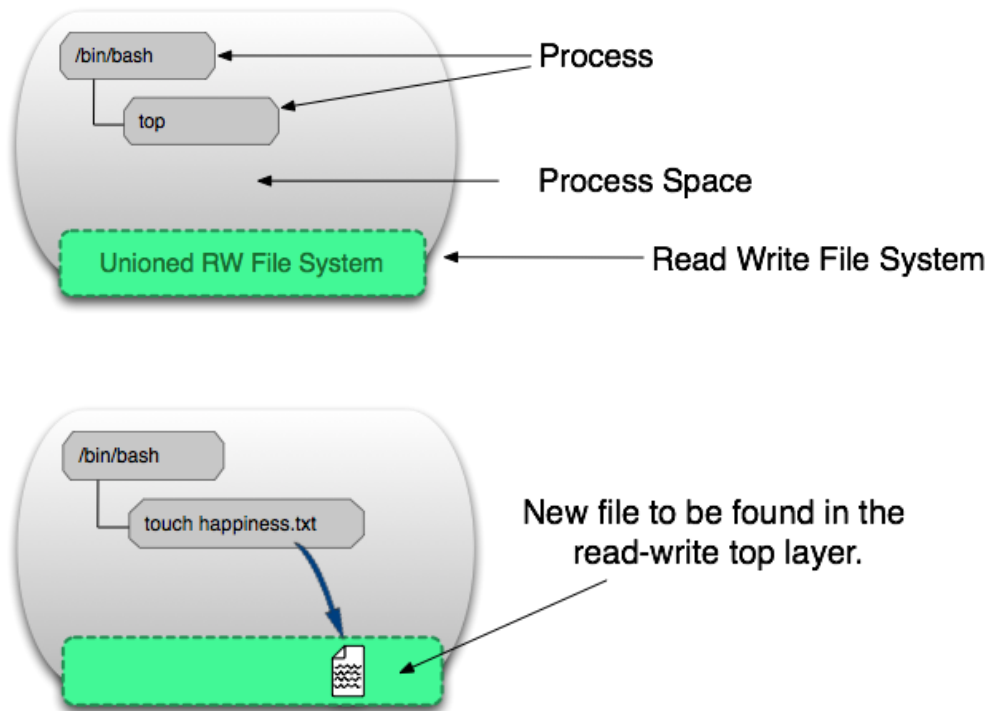 /bin/bash
Process
top
Process Space
Unioned RW File System
Read Write File System
/bin/bash
touch happiness.txt
New file to be found in the
read-write top layer.